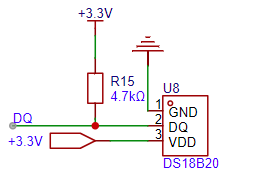 +3.3V
R15
4.7kΩ
U8
DQ
+3.3V
1
2
3
GND
DQ
VDD
DS18B20